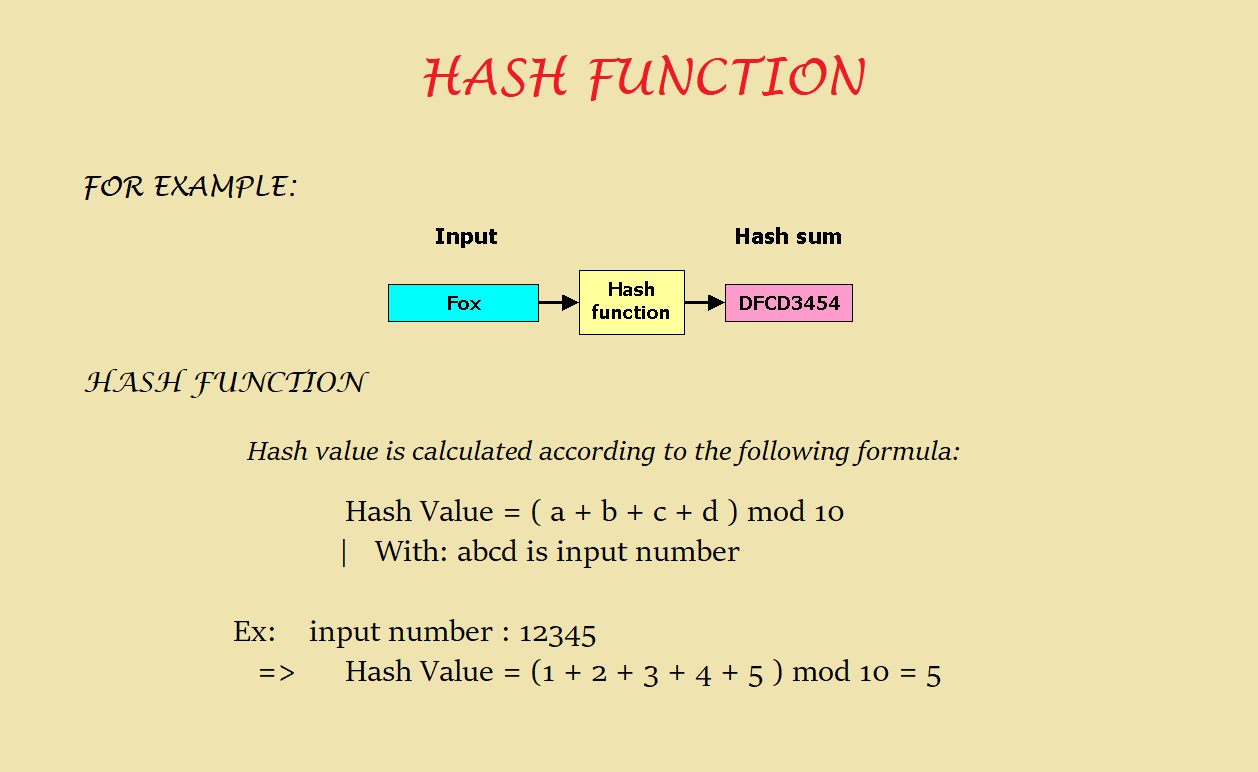 HASH FUNCTION
FOR EXAMPLE:
Input Hash sum
Fox Hash function DFCD3454
HASH FUNCTION
Hash value is calculated according to the following formula:
Hash Value = ( a + b + c + d ) mod 10
| With: abcd is input number
Ex: input number : 12345
=> Hash Value = (1 + 2 + 3 + 4 + 5 ) mod 10 = 5